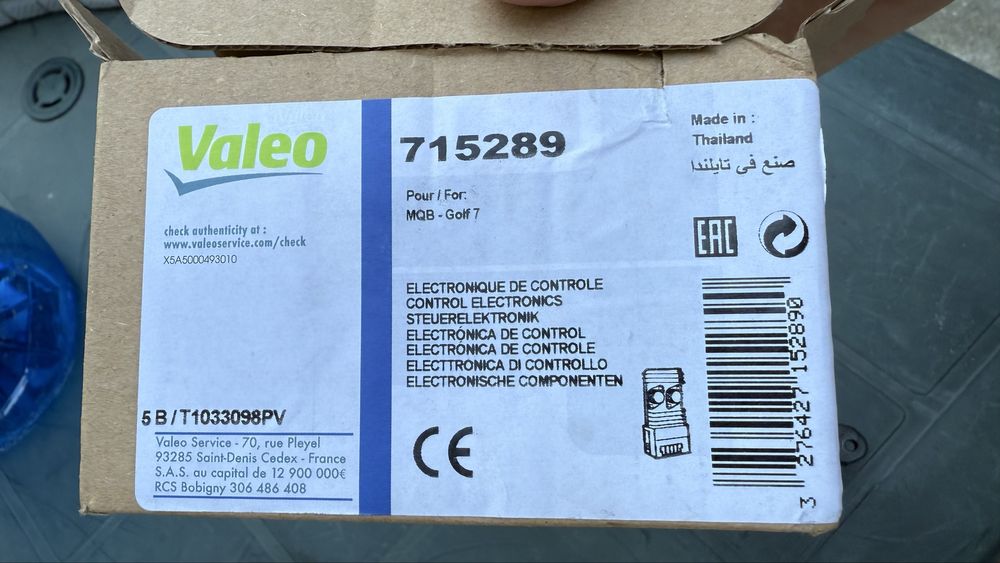 Valeo
check authenticity at :
www.valeoservice.com/check
X5A5000493010
5 B / T1033098PV
Valeo Service - 70, rue Pleyel
93285 Saint-Denis Cedex - France
S.A.S. au capital de 12 900 000€
RCS Bobigny 306 486 408
715289
Pour / For:
MQB - Golf 7
Made in :
Thailand
صنع في تايلندا
EAC
ELECTRONIQUE DE CONTROLE
CONTROL ELECTRONICS
STEUERELEKTRONIK
ELECTRÓNICA DE CONTROL
ELECTRÓNICA DE CONTROLE
ELECTTRONICA DI CONTROLLO
ELECTRONISCHE COMPONENTEN
CE
3 276427 152890